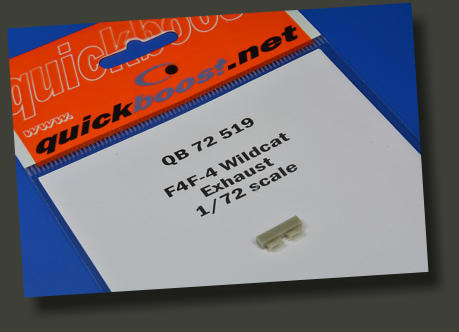 quickboost
www.
quickboost.net
QB 72 519
F4F-4 Wildcat
Exhaust
1/72 scale